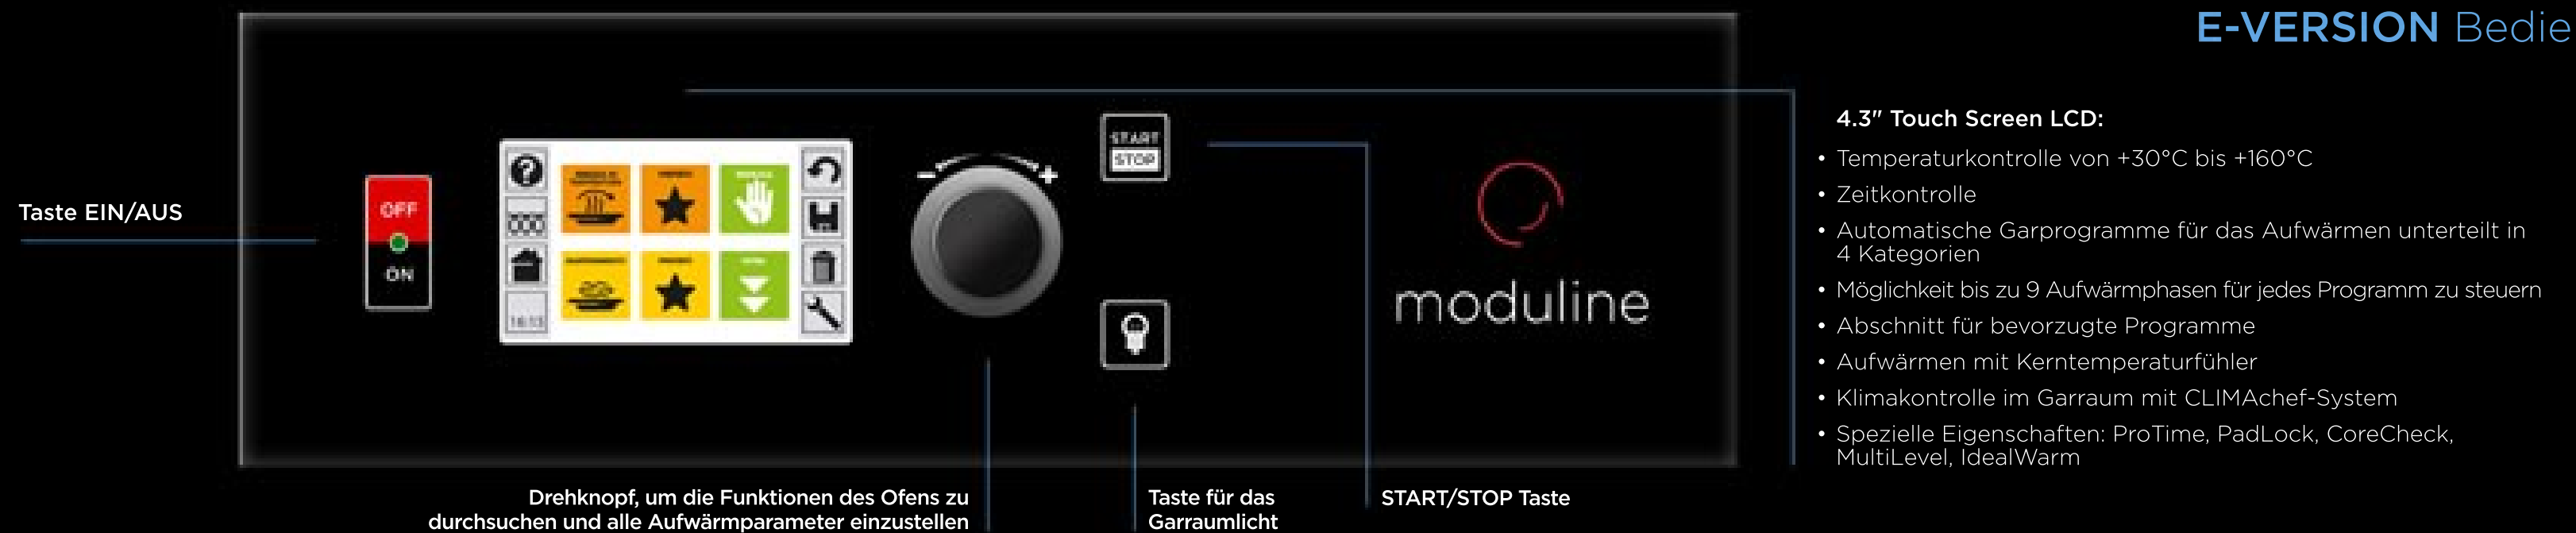 E-VERSION Bedie
Taste EIN/AUS
OFF
ON
16:13
START
STOP
moduline
4.3" Touch Screen LCD:
• Temperaturkontrolle von +30°C bis +160°C
• Zeitkontrolle
• Automatische Garprogramme für das Aufwärmen unterteilt in
4 Kategorien
• Möglichkeit bis zu 9 Aufwärmphasen für jedes Programm zu steuern
• Abschnitt für bevorzugte Programme
• Aufwärmen mit Kerntemperaturfühler
• Klimakontrolle im Garraum mit CLIMAchef-System
• Spezielle Eigenschaften: ProTime, PadLock, CoreCheck,
MultiLevel, IdealWarm
Drehknopf, um die Funktionen des Ofens zu
durchsuchen und alle Aufwärmparameter einzustellen
Taste für das
Garraumlicht
START/STOP Taste